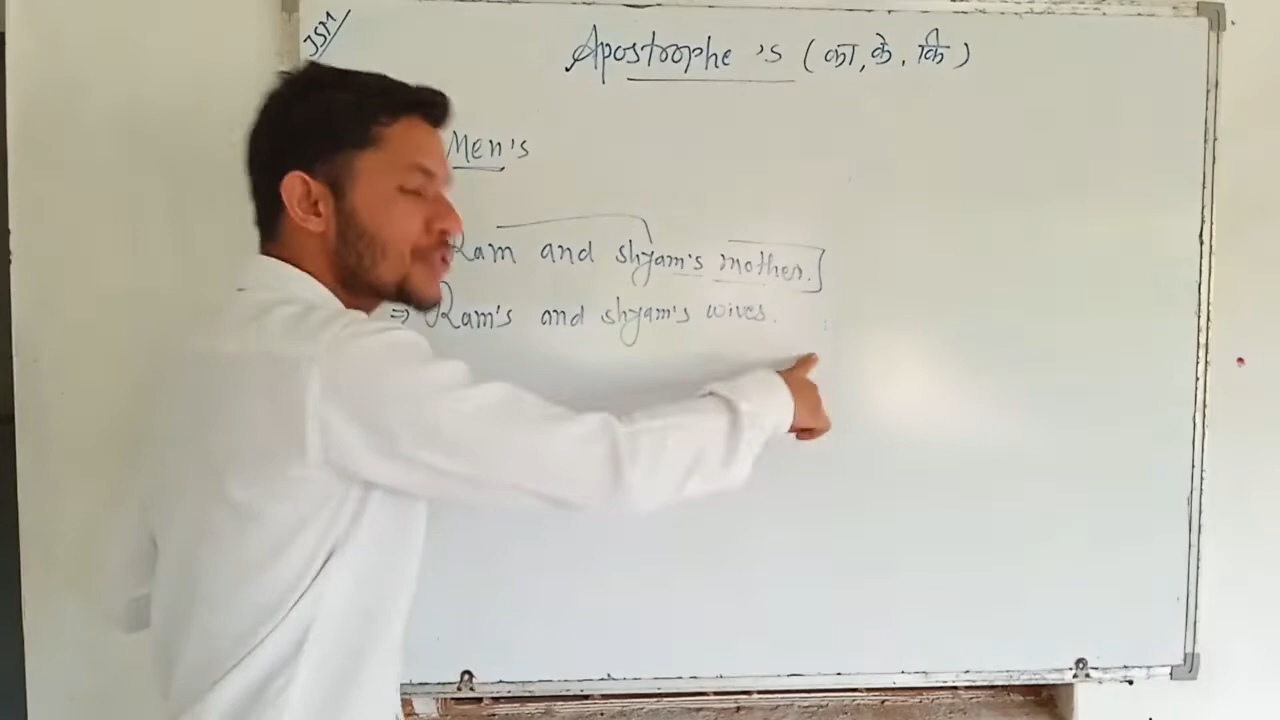 JSM
Apostrophe 's (का, के, कि)
Men's
Ram and shyam's mother.
⇒ Ram's and shyam's wives.